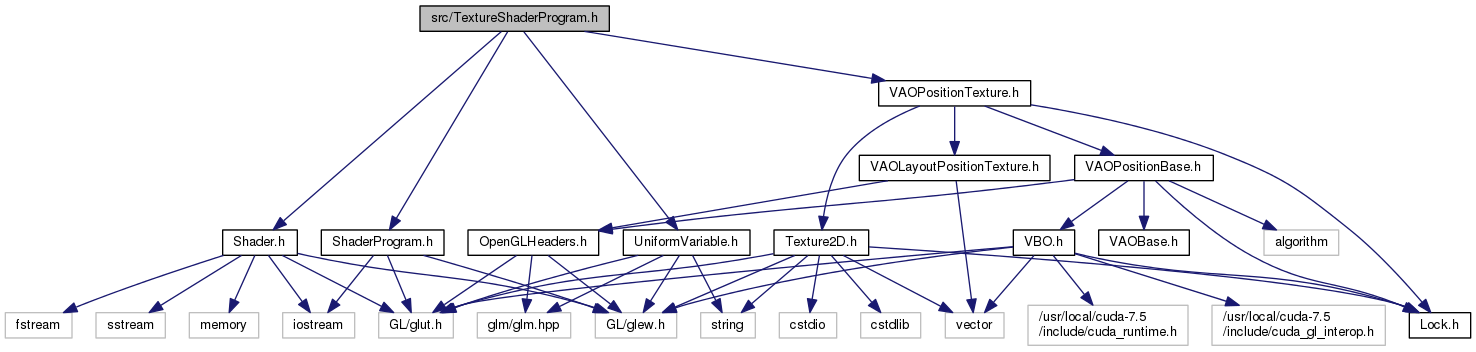 src/TextureShaderProgram.h
VAOPositionTexture.h
VAOLayoutPositionTexture.h
VAOPositionBase.h
Shader.h
ShaderProgram.h
OpenGLHeaders.h
UniformVariable.h
Texture2D.h
VBO.h
VAOBase.h
algorithm
fstream
sstream
memory
iostream
GL/glut.h
glm/glm.hpp
GL/glew.h
string
cstdio
cstdlib
vector
/usr/local/cuda-7.5
/include/cuda_runtime.h
/usr/local/cuda-7.5
/include/cuda_gl_interop.h
Lock.h